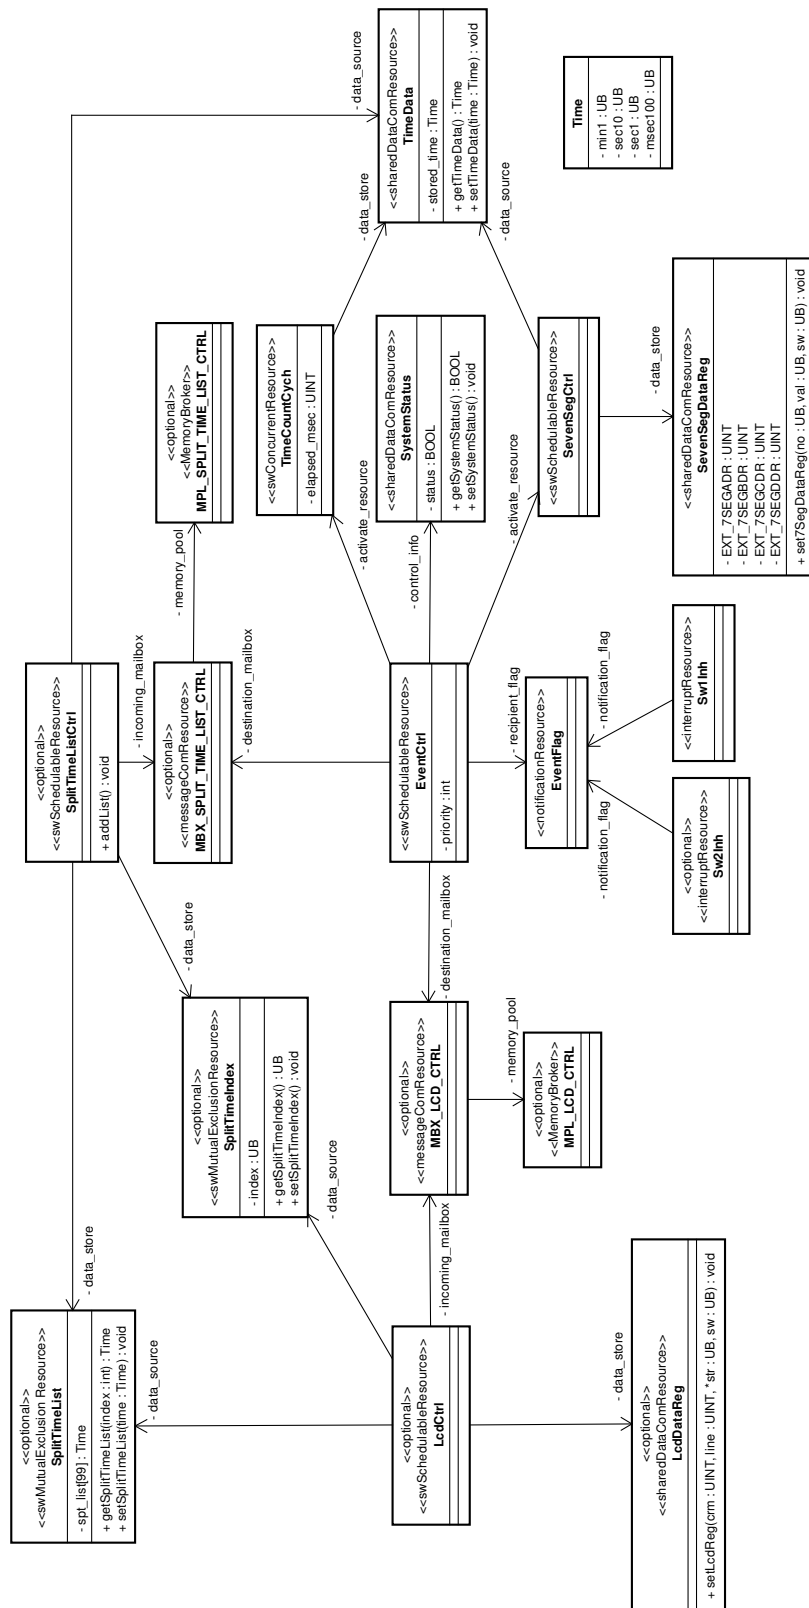 <<optional>>
<<swMutualExclusion Resource>>
SplitTimeList
- spt_list[99] : Time
+ getSplitTimeList(index : int) : Time
+ setSplitTimeList(time : Time) : void
- data_store
- data_source
<<optional>>
<<swSchedulableResource>>
SplitTimeListCtrl
+ addList() : void
- data_source
- data_store
- incoming_mailbox
<<optional>>
<<swMutualExclusionResource>>
SplitTimeIndex
- index : UB
+ getSplitTimeIndex() : UB
+ setSplitTimeIndex() : void
- data_source
<<optional>>
<<messageComResource>>
MBX_SPLIT_TIME_LIST_CTRL
- memory_pool
- destination_mailbox
<<optional>>
<<MemoryBroker>>
MPL_SPLIT_TIME_LIST_CTRL
<<swConcurrentResource>>
TimeCountCych
- elapsed_msec : UINT
- activate_resource
- data_store
<<sharedDataComResource>>
TimeData
- stored_time : Time
+ getTimeData() : Time
+ setTimeData(time : Time) : void
- data_source
<<optional>>
<<swSchedulableResource>>
LcdCtrl
- incoming_mailbox
<<optional>>
<<messageComResource>>
MBX_LCD_CTRL
- destination_mailbox
- memory_pool
<<swSchedulableResource>>
EventCtrl
- priority : int
- control_info
<<sharedDataComResource>>
SystemStatus
- status : BOOL
+ getSystemStatus() : BOOL
+ setSystemStatus() : void
- activate_resource
- recipient_flag
<<optional>>
<<MemoryBroker>>
MPL_LCD_CTRL
<<notificationResource>>
EventFlag
- notification_flag
- notification_flag
<<swSchedulableResource>>
SevenSegCtrl
- data_store
Time
- min1 : UB
- sec10 : UB
- sec1 : UB
- msec100 : UB
- data_store
<<optional>>
<<sharedDataComResource>>
LcdDataReg
+ setLcdReg(crm : UINT, line : UINT, *str : UB, sw : UB) : void
<<optional>>
<<interruptResource>>
Sw2Inh
<<interruptResource>>
Sw1Inh
<<sharedDataComResource>>
SevenSegDataReg
- EXT_7SEGADR : UINT
- EXT_7SEGBDR : UINT
- EXT_7SEGCDR : UINT
- EXT_7SEGDDR : UINT
+ set7SegDataReg(no : UB, val : UB, sw : UB) : void